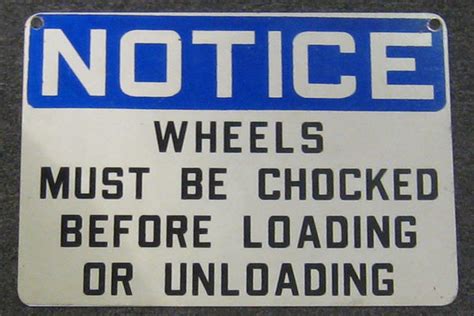 NOTICE
WHEELS
MUST BE CHOCKED
BEFORE LOADING
OR UNLOADING